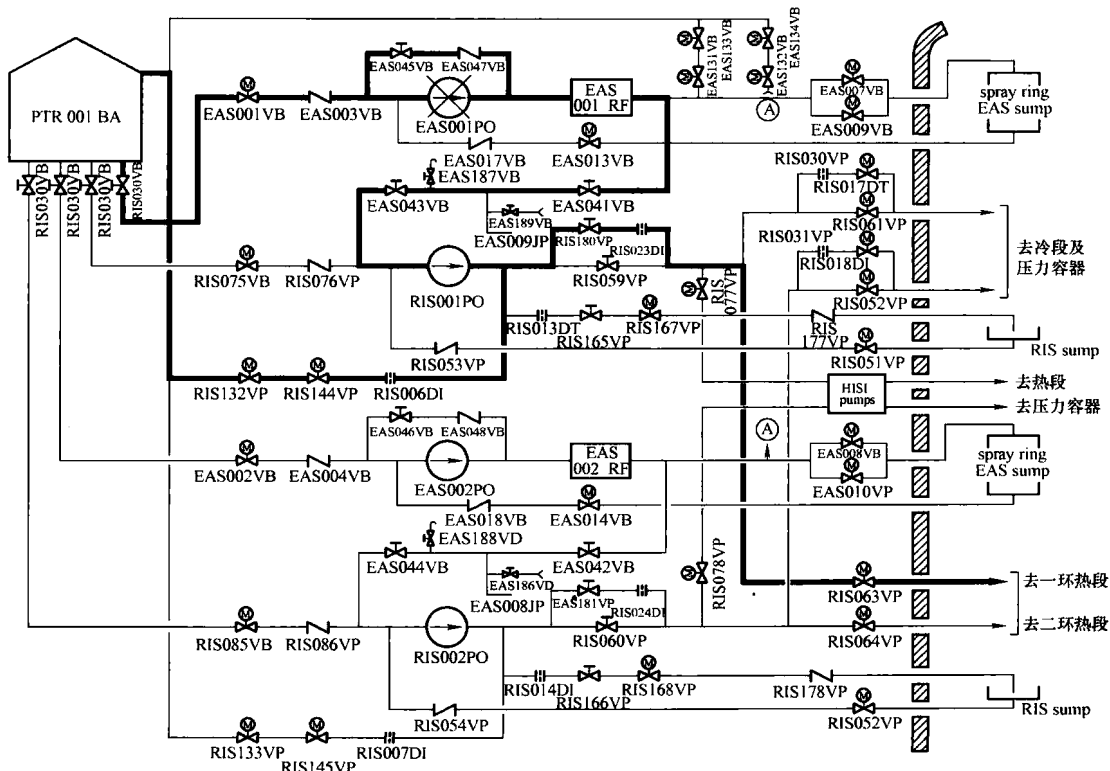 EAS131VB
EAS133VB
EAS132VB
EAS134VB
M
M
M
M
PTR 001 BA
M
EAS001VB
EAS003VB
EAS045VB
EAS047VB
EAS001PO
EAS
001 RF
A
M
EAS007VB
M
EAS009VB
spray ring
EAS sump
RIS030VB
RIS030VB
RIS030VB
RIS030VB
EAS017VB
M
EAS013VB
EAS187VB
EAS043VB
EAS041VB
EAS189VB
EAS009JP
RIS180VP
RIS023DI
RIS030VP
M
RIS017DT
M
RIS061VP
RIS031VP
M
RIS018DI
M
RIS052VP
去冷段及
压力容器
M
RIS075VB
RIS076VP
RIS001PO
RIS059VP
M
RIS
077VP
RIS013DT
M
RIS167VP
RIS165VP
RIS
177VP
RIS053VP
M
RIS051VP
RIS sump
M
RIS132VP
M
RIS144VP
RIS006DI
HISI
pumps
去热段
去压力容器
EAS046VB
EAS048VB
M
EAS002VB
EAS004VB
EAS002PO
EAS
002 RF
A
M
EAS008VB
M
EAS010VP
spray ring
EAS sump
EAS018VB
M
EAS014VB
EAS188VD
EAS044VB
EAS042VB
EAS186VD
EAS008JP
M
RIS078VP
EAS181VP
RIS024DI
M
RIS063VP
去一环热段
M
RIS085VB
RIS086VP
RIS002PO
RIS060VP
M
RIS064VP
去二环热段
RIS014DI
M
RIS168VP
RIS166VP
RIS178VP
RIS054VP
M
RIS052VP
RIS sump
M
RIS133VP
M
RIS145VP
RIS007DI